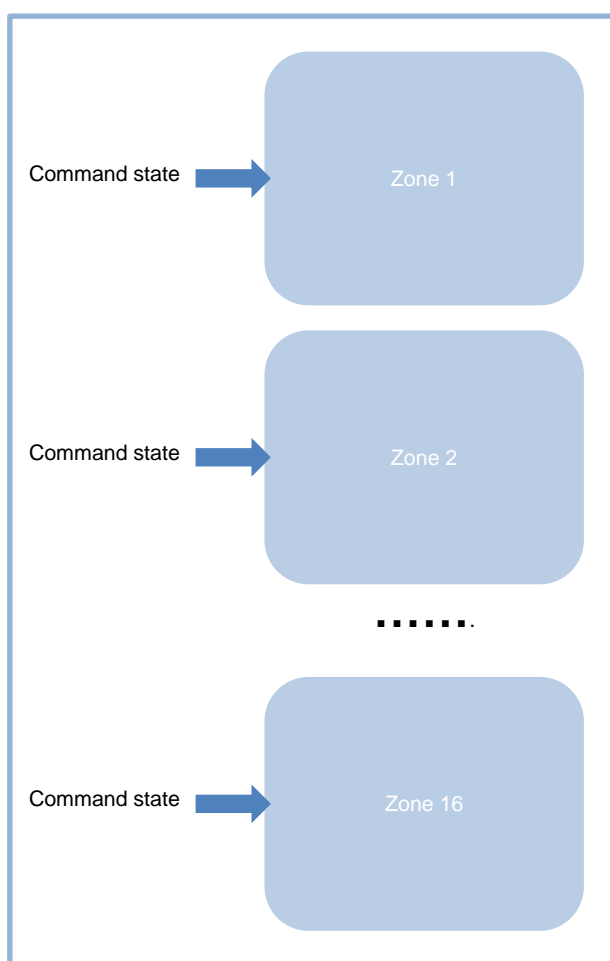 Command state
Zone 1
Command state
Zone 2
.......
Command state
Zone 16